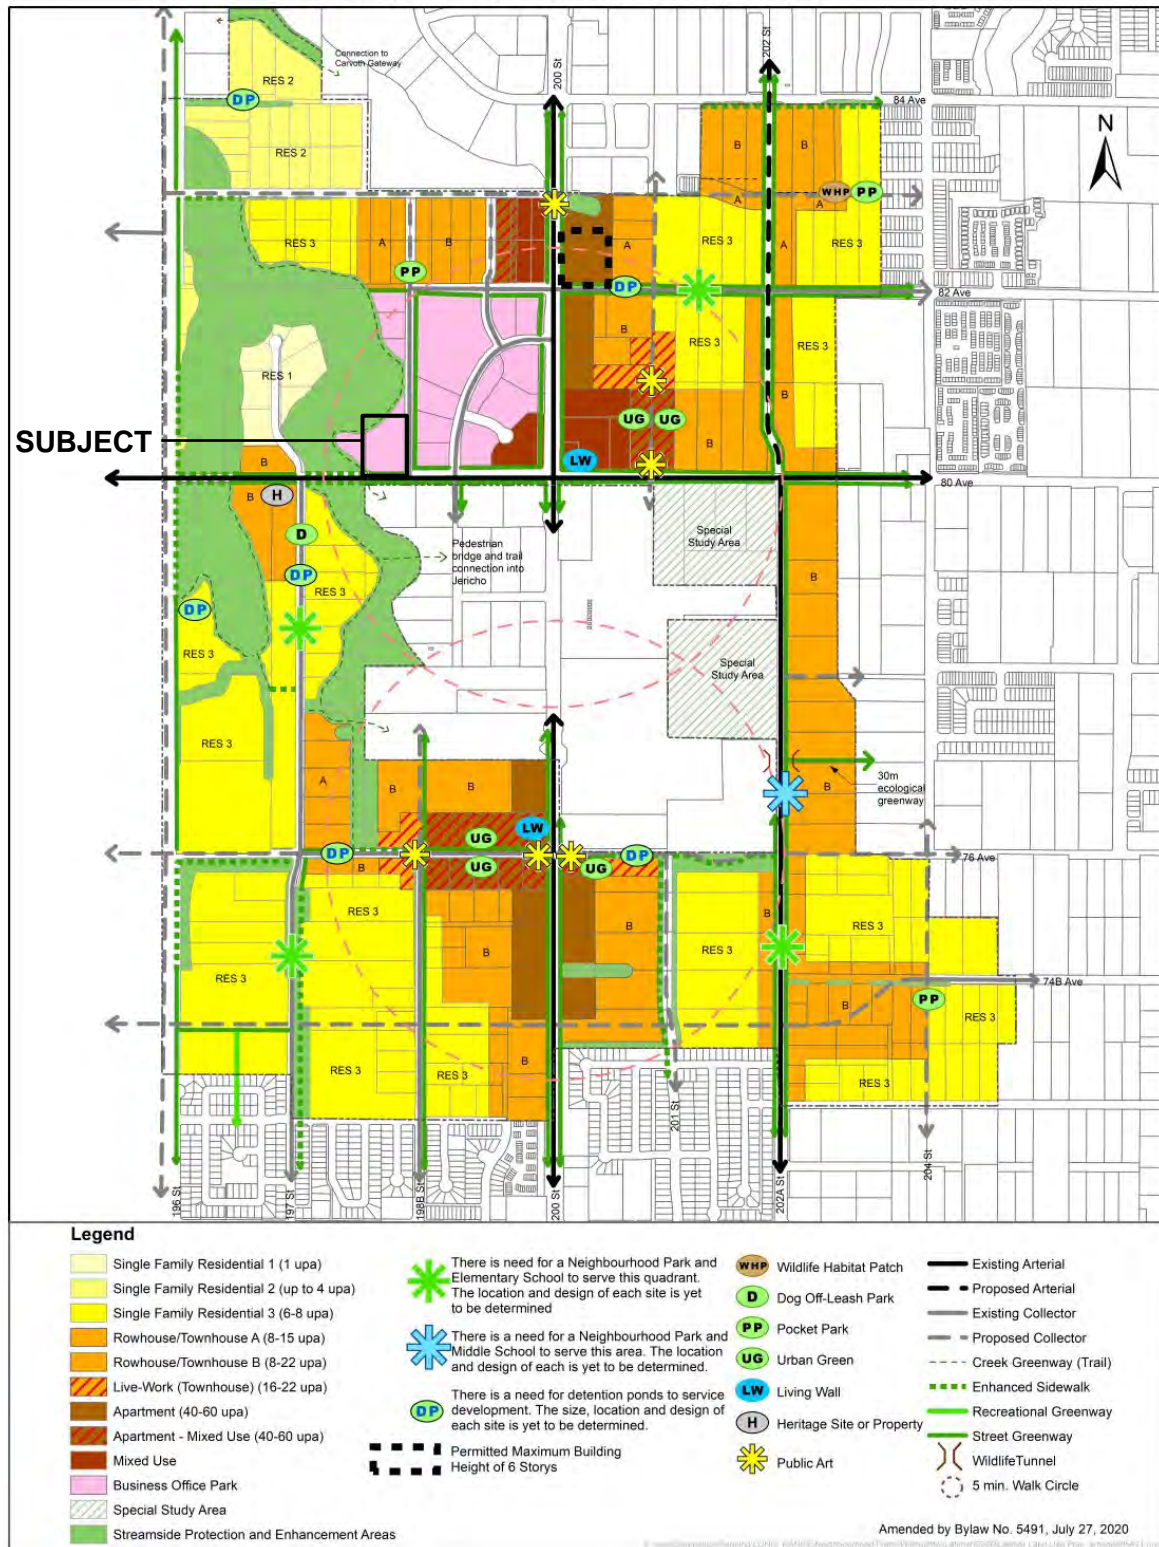 Connection to
Carvoth Gateway
RES 2
DP
200 St
202 St
84 Ave
N
B
B
RES 2
WHP
PP
A
A
RES 3
A
B
A
RES 3
A
RES 3
PP
DP
82 Ave
B
RES 3
RES 3
RES 1
B
UG
UG
B
SUBJECT
B
LW
80 Ave
B
H
Special
Study Area
D
Pedestrian
bridge and trail
connection into
Jericho
DP
B
RES 3
DP
RES 3
Special
Study Area
RES 3
A
B
B
30m
ecological
greenway
B
UG
LW
DP
UG
UG
DP
76 Ave
B
RES 3
B
B
B
RES 3
RES 3
RES 3
74B Ave
B
PP
RES 3
RES 3
RES 3
B
RES 3
196 St
197 St
198B St
200 St
201 St
202A St
204 St
Legend
Single Family Residential 1 (1 upa)
Single Family Residential 2 (up to 4 upa)
Single Family Residential 3 (6-8 upa)
Rowhouse/Townhouse A (8-15 upa)
Rowhouse/Townhouse B (8-22 upa)
Live-Work (Townhouse) (16-22 upa)
Apartment (40-60 upa)
Apartment - Mixed Use (40-60 upa)
Mixed Use
Business Office Park
Special Study Area
Streamside Protection and Enhancement Areas
There is need for a Neighbourhood Park and
Elementary School to serve this quadrant.
The location and design of each site is yet
to be determined
There is a need for a Neighbourhood Park and
Middle School to serve this area. The location
and design of each is yet to be determined.
DP
There is a need for detention ponds to service
development. The size, location and design of
each site is yet to be determined.
Permitted Maximum Building
Height of 6 Storys
WHP Wildlife Habitat Patch
D Dog Off-Leash Park
PP Pocket Park
UG Urban Green
LW Living Wall
H Heritage Site or Property
Public Art
Existing Arterial
Proposed Arterial
Existing Collector
Proposed Collector
Creek Greenway (Trail)
Enhanced Sidewalk
Recreational Greenway
Street Greenway
WildlifeTunnel
5 min. Walk Circle
Amended by Bylaw No. 5491, July 27, 2020